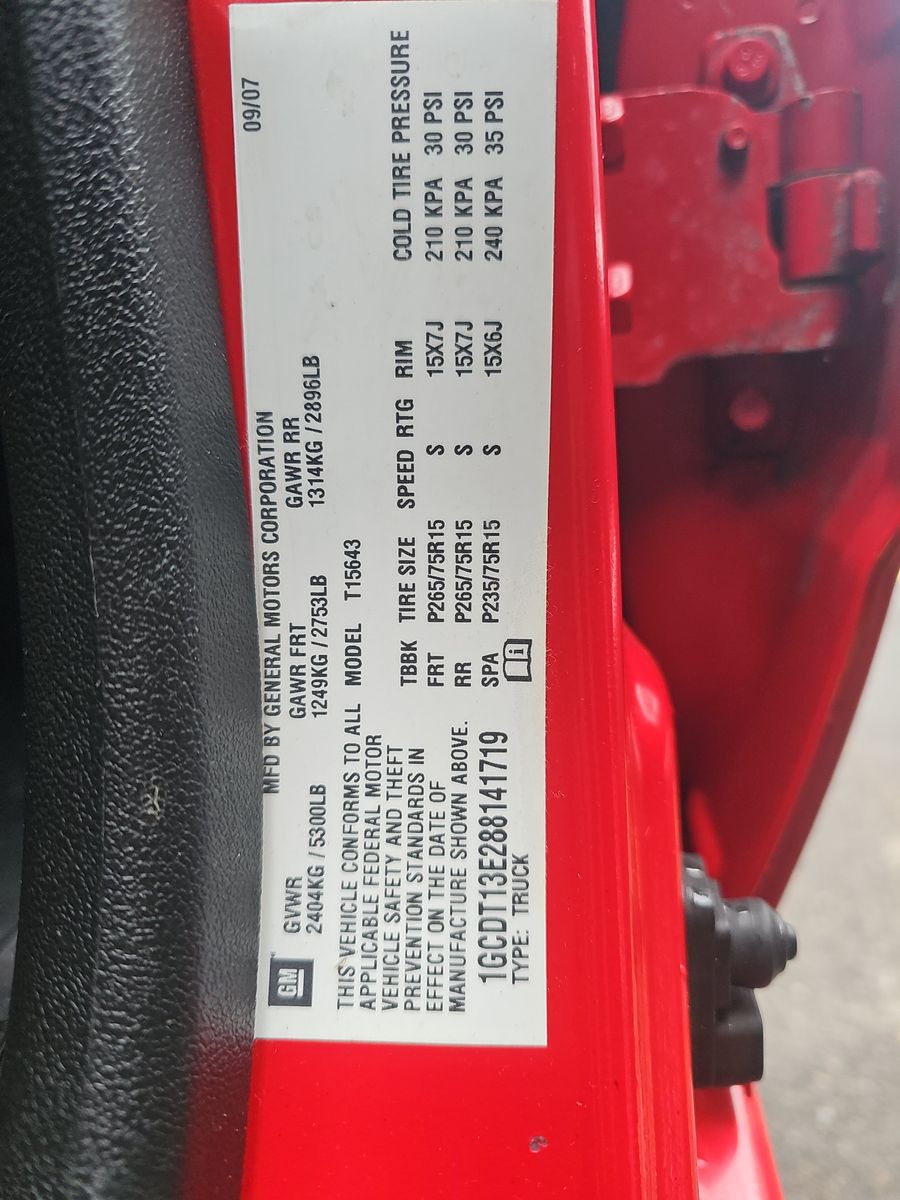 MFD BY GENERAL MOTORS CORPORATION 09/07
GM
GVWR GAWR FRT GAWR RR
2404KG / 5300LB 1249KG / 2753LB 1314KG / 2896LB
THIS VEHICLE CONFORMS TO ALL MODEL T15643
APPLICABLE FEDERAL MOTOR
VEHICLE SAFETY AND THEFT
PREVENTION STANDARDS IN
EFFECT ON THE DATE OF
MANUFACTURE SHOWN ABOVE.
TBBK TIRE SIZE SPEED RTG RIM COLD TIRE PRESSURE
FRT P265/75R15 S 15X7J 210 KPA 30 PSI
RR P265/75R15 S 15X7J 210 KPA 30 PSI
SPA P235/75R15 S 15X6J 240 KPA 35 PSI
1GCDT13E288141719
TYPE: TRUCK